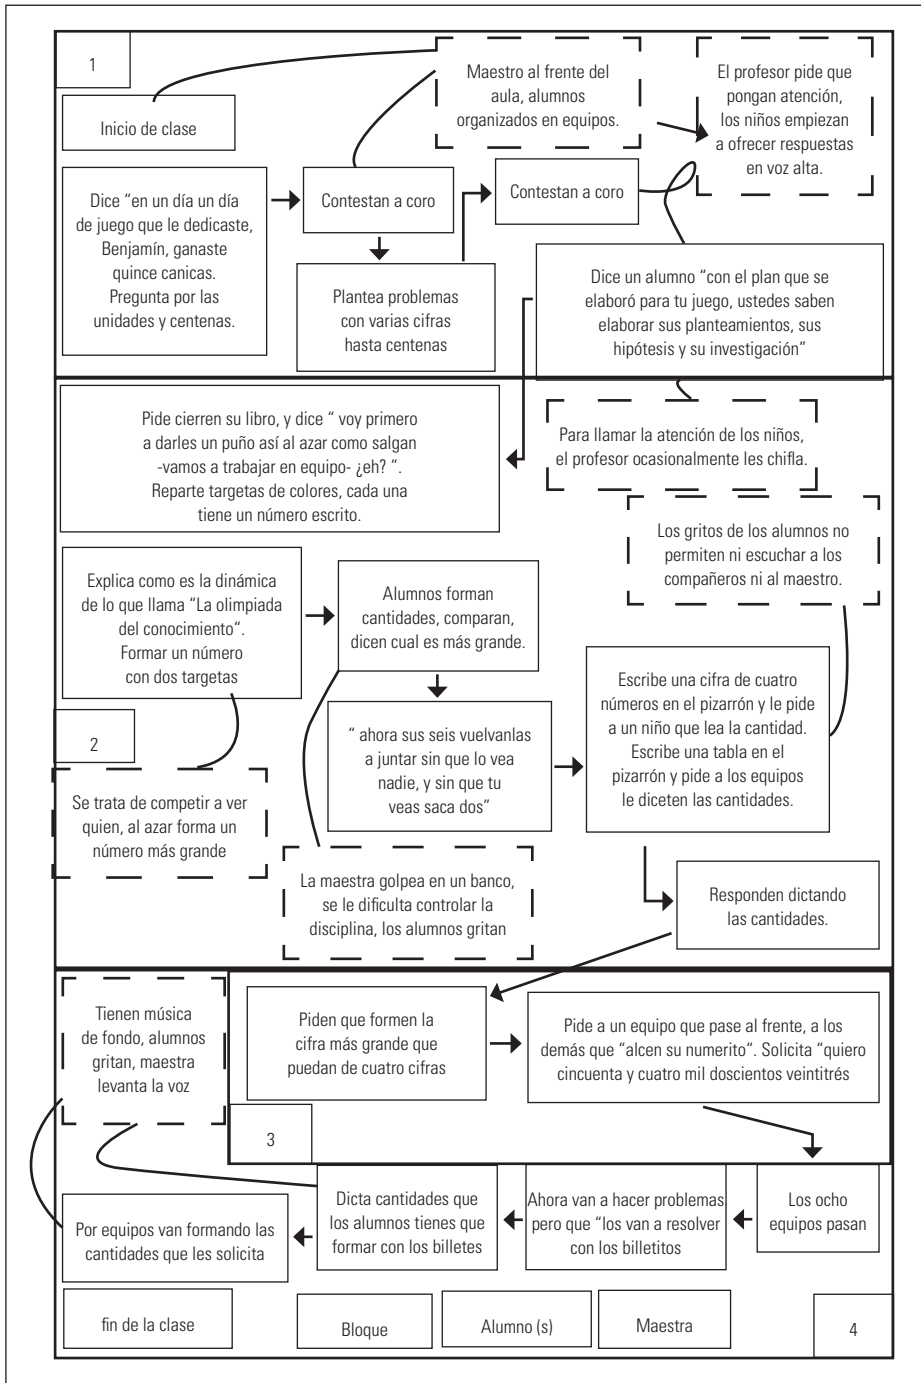 1
Inicio de clase
Maestro al frente del
aula, alumnos
organizados en equipos.
El profesor pide que
pongan atención,
los niños empiezan
a ofrecer respuestas
en voz alta.
Dice “en un día un día
de juego que le dedicaste,
Benjamín, ganaste
quince canicas.
Pregunta por las
unidades y centenas.
Contestan a coro
Plantea problemas
con varias cifras
hasta centenas
Contestan a coro
Dice un alumno “con el plan que se
elaboró para tu juego, ustedes saben
elaborar sus planteamientos, sus
hipótesis y su investigación”
Pide cierren su libro, y dice “ voy primero
a darles un puño así al azar como salgan
-vamos a trabajar en equipo- ¿eh? “.
Reparte targetas de colores, cada una
tiene un número escrito.
Para llamar la atención de los niños,
el profesor ocasionalmente les chifla.
Los gritos de los alumnos no
permiten ni escuchar a los
compañeros ni al maestro.
Explica como es la dinámica
de lo que llama “La olimpiada
del conocimiento“.
Formar un número
con dos targetas
Alumnos forman
cantidades, comparan,
dicen cual es más grande.
“ ahora sus seis vuelvanlas
a juntar sin que lo vea
nadie, y sin que tu
veas saca dos”
Escribe una cifra de cuatro
números en el pizarrón y le pide
a un niño que lea la cantidad.
Escribe una tabla en el
pizarrón y pide a los equipos
le diceten las cantidades.
2
Se trata de competir a ver
quien, al azar forma un
número más grande
La maestra golpea en un banco,
se le dificulta controlar la
disciplina, los alumnos gritan
Responden dictando
las cantidades.
Tienen música
de fondo, alumnos
gritan, maestra
levanta la voz
Piden que formen la
cifra más grande que
puedan de cuatro cifras
Pide a un equipo que pase al frente, a los
demás que “alcen su numerito“. Solicita “quiero
cincuenta y cuatro mil doscientos veintitrés
3
Los ocho
equipos pasan
Ahora van a hacer problemas
pero que “los van a resolver
con los billetitos
Dicta cantidades que
los alumnos tienes que
formar con los billetes
Por equipos van formando las
cantidades que les solicita
fin de la clase
Bloque
Alumno (s)
Maestra
4